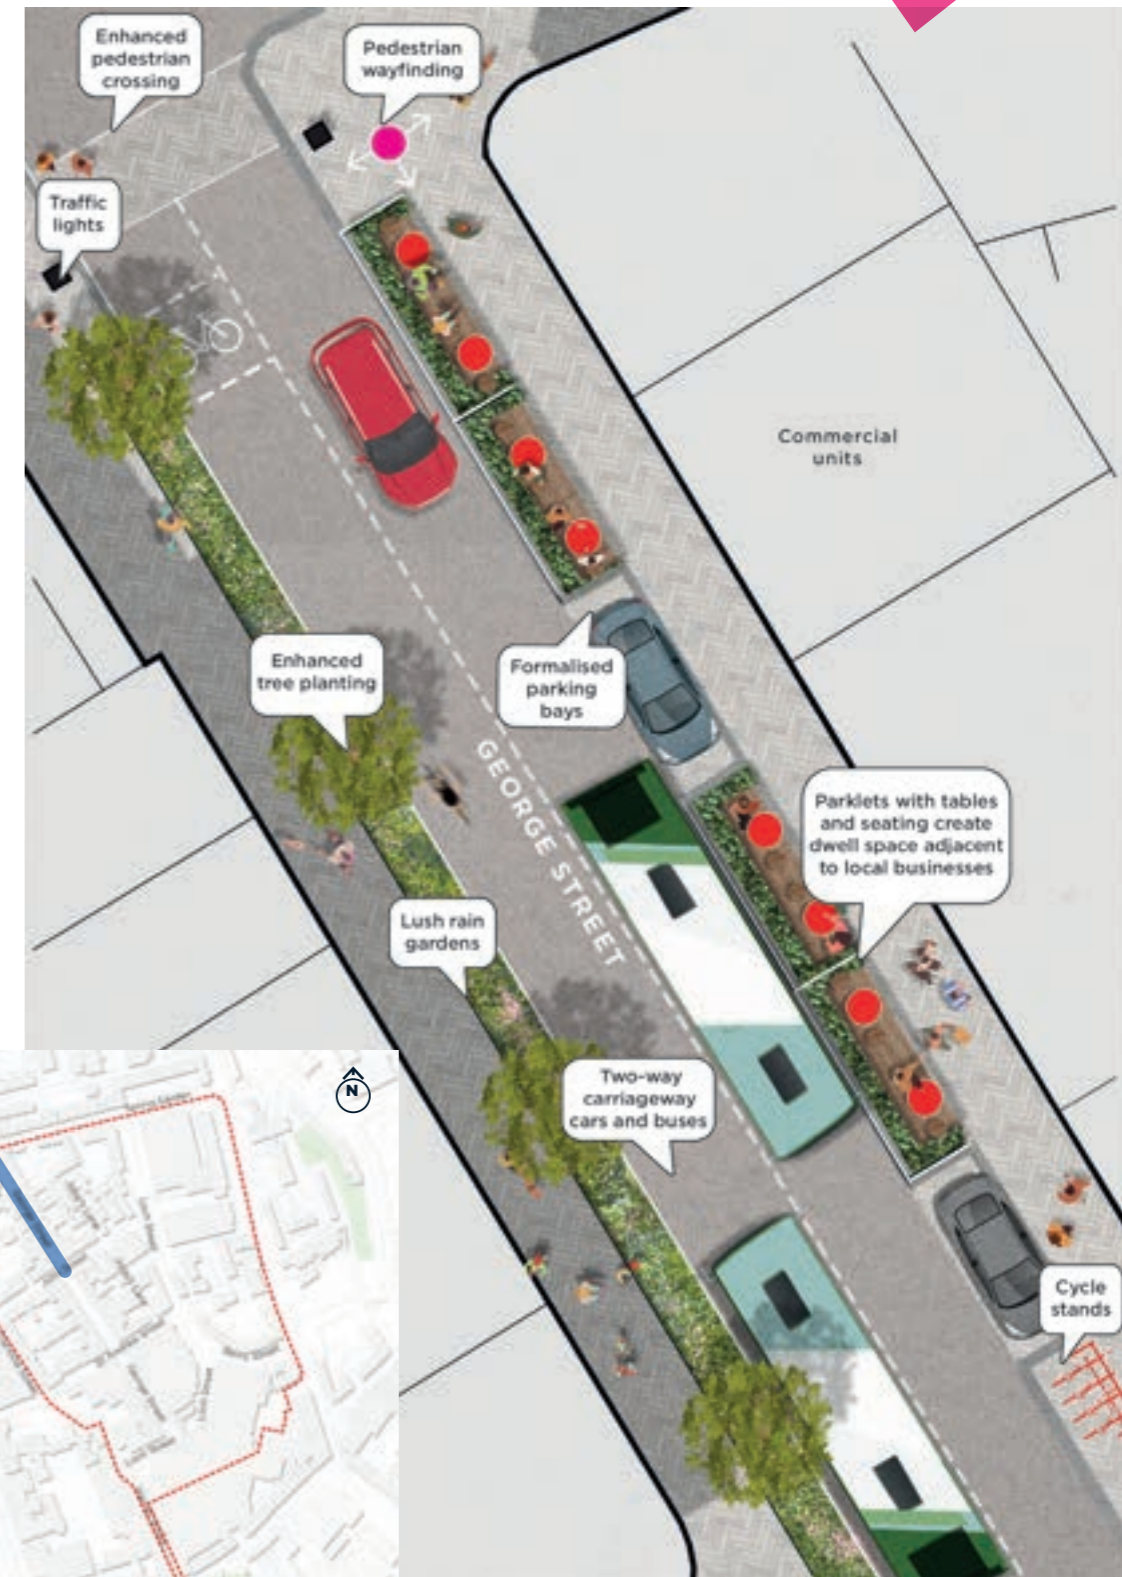 Enhanced
pedestrian
crossing
Pedestrian
wayfinding
Traffic
lights
Commercial
units
Enhanced
tree planting
Formalised
parking
bays
GEORGE STREET
Parklets with tables
and seating create
dwell space adjacent
to local businesses
Lush rain
gardens
Two-way
carriageway
cars and buses
Cycle
stands
N